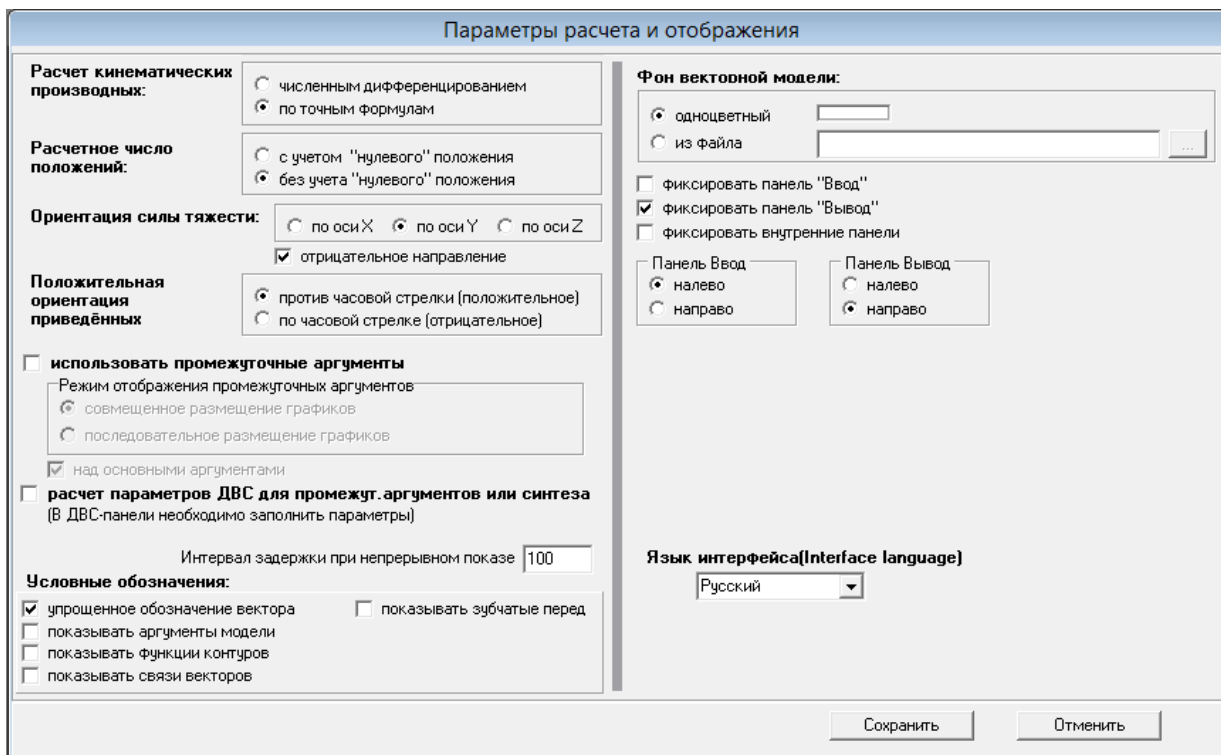 Параметры расчета и отображения
Расчет кинематических
производных:
численным дифференцированием
по точным формулам
Расчетное число
положений:
с учетом "нулевого" положения
без учета "нулевого" положения
Ориентация силы тяжести:
по оси X по оси Y по оси Z
отрицательное направление
Положительная
ориентация
приведённых
против часовой стрелки (положительное)
по часовой стрелке (отрицательное)
использовать промежуточные аргументы
Режим отображения промежуточных аргументов
совмещенное размещение графиков
последовательное размещение графиков
над основными аргументами
расчет параметров ДВС для промежут.аргументов или синтеза
(В ДВС-панели необходимо заполнить параметры)
Интервал задержки при непрерывном показе 100
Условные обозначения:
упрощенное обозначение вектора показывать зубчатые перед
показывать аргументы модели
показывать функции контуров
показывать связи векторов
Фон векторной модели:
одноцветный
из файла ...
фиксировать панель "Ввод"
фиксировать панель "Вывод"
фиксировать внутренние панели
Панель Ввод Панель Вывод
налево налево
направо направо
Язык интерфейса(Interface language)
Русский
Сохранить Отменить